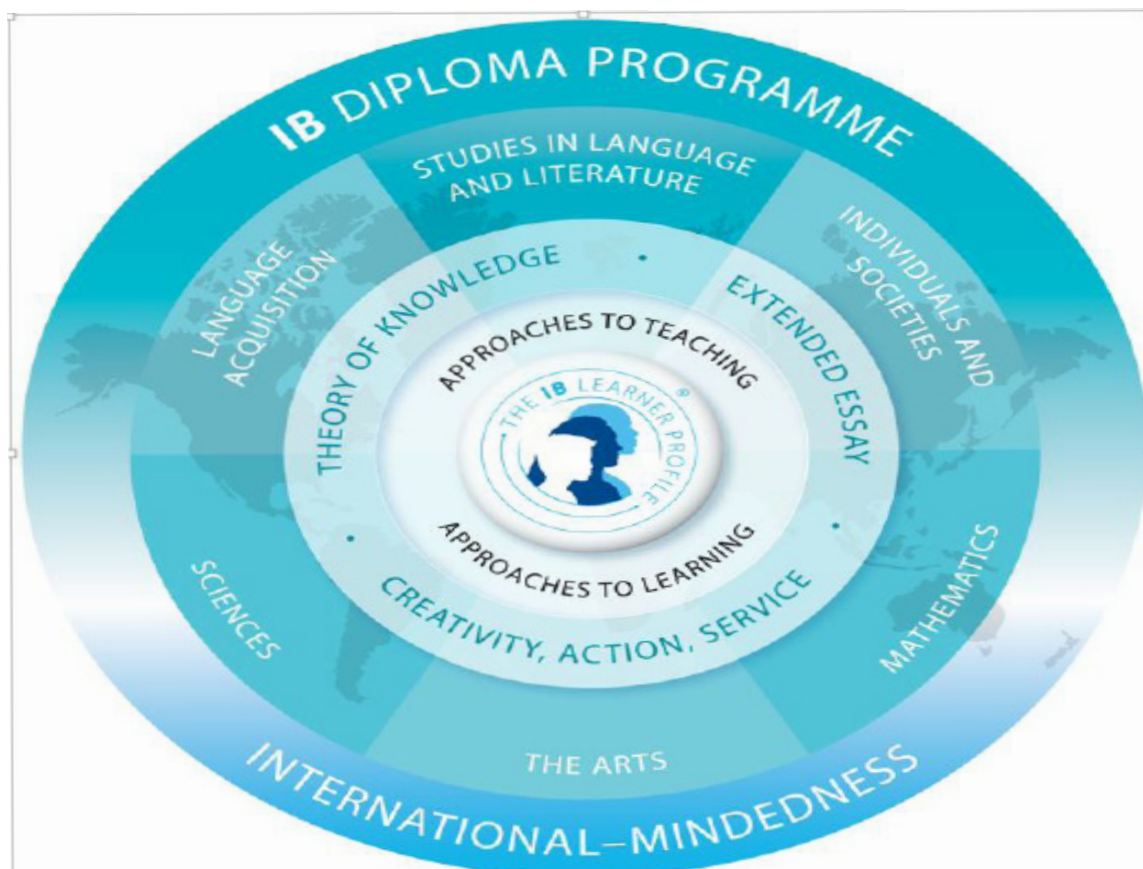 IB DIPLOMA PROGRAMME
STUDIES IN LANGUAGE
AND LITERATURE
LANGUAGE
ACQUISITION
INDIVIDUALS AND
SOCIETIES
THEORY OF KNOWLEDGE
EXTENDED ESSAY
APPROACHES TO TEACHING
THE IB LEARNER PROFILE®
APPROACHES TO LEARNING
CREATIVITY, ACTION, SERVICE
SCIENCES
MATHEMATICS
THE ARTS
INTERNATIONAL–MINDEDNESS